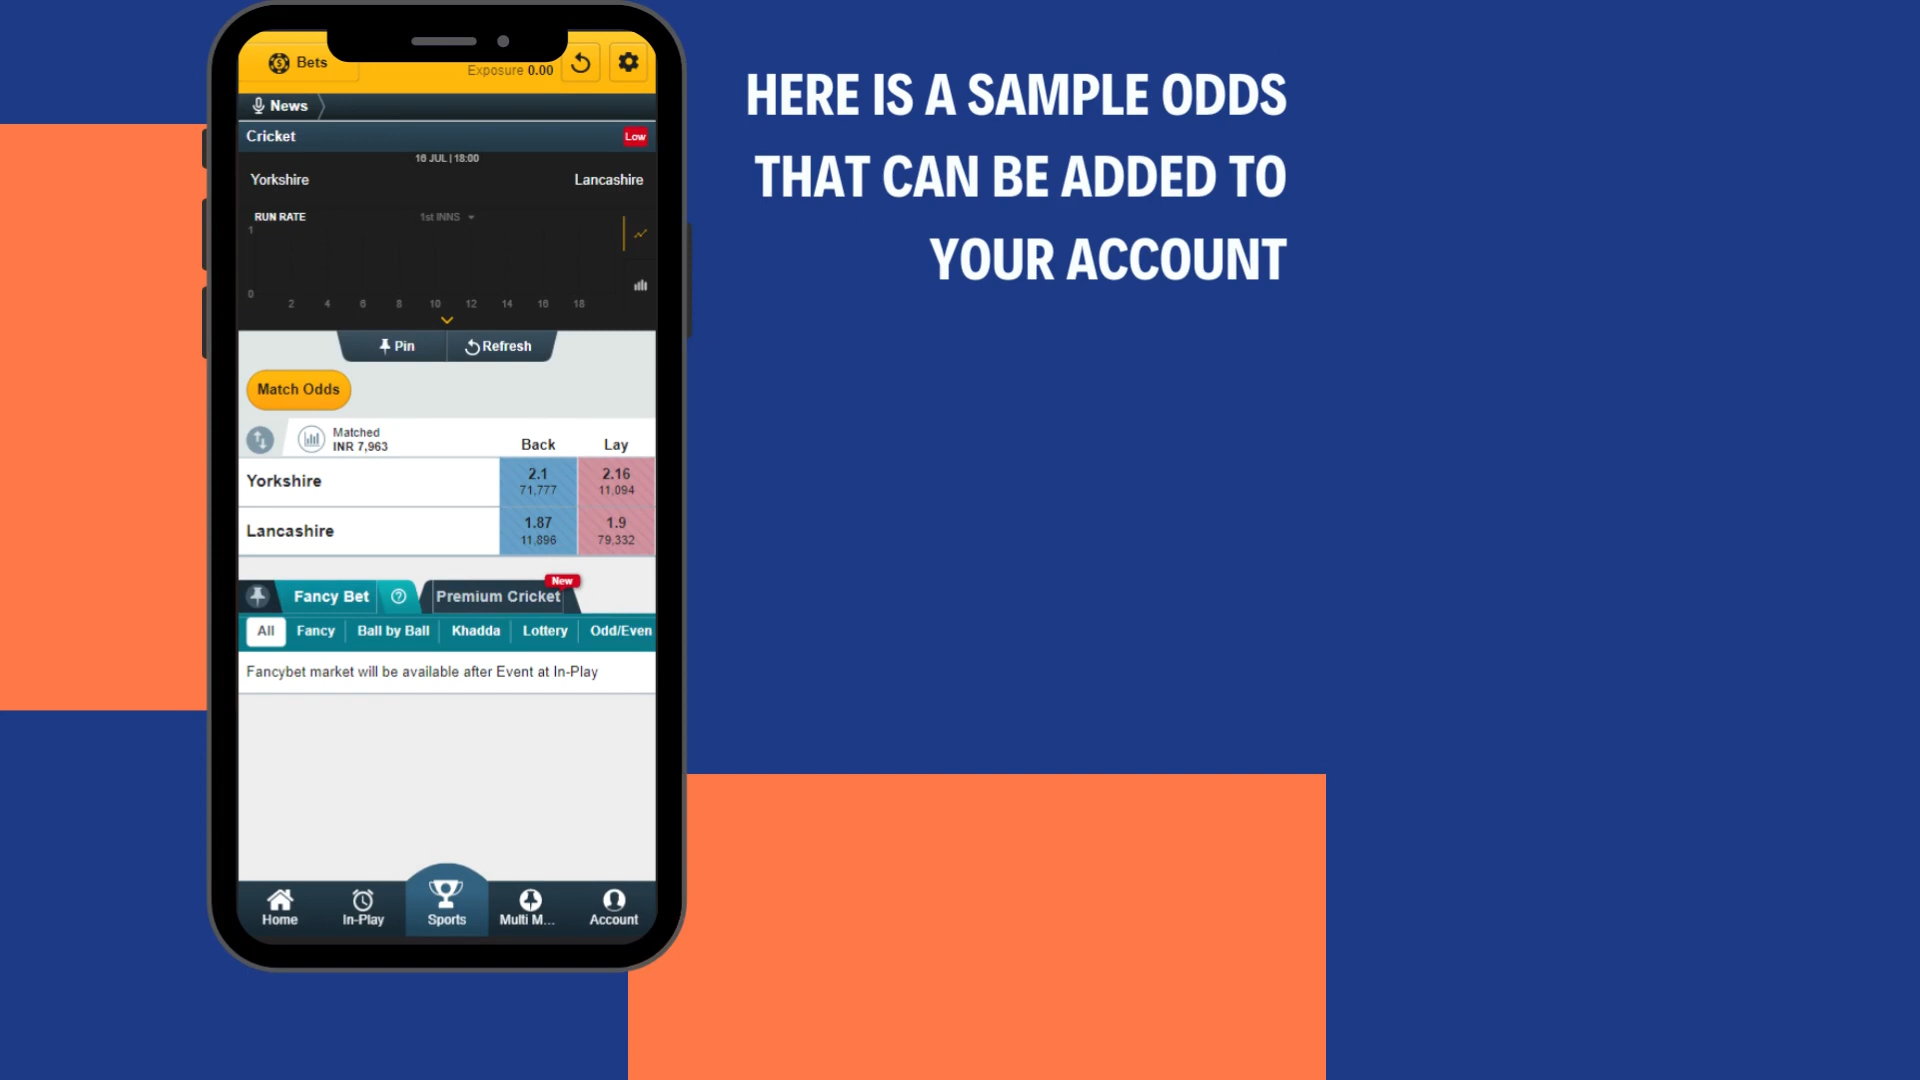 Bets
Exposure 0.00
News
Cricket
Low
16 JUL | 18:00
Yorkshire
Lancashire
RUN RATE
1st INNS
1
0
2 4 6 8 10 12 14 16 18
Pin
Refresh
Match Odds
Matched
INR 7,963
Back
Lay
Yorkshire
2.1
71,777
2.16
11,094
Lancashire
1.87
11,896
1.9
79,332
New
Fancy Bet
Premium Cricket
All
Fancy
Ball by Ball
Khadda
Lottery
Odd/Even
Fancybet market will be available after Event at In-Play
Home
In-Play
Sports
Multi M...
Account
HERE IS A SAMPLE ODDS
THAT CAN BE ADDED TO
YOUR ACCOUNT